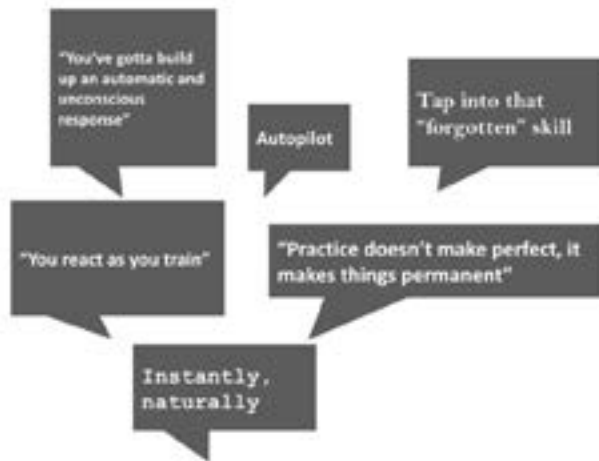 "You've gotta build
up an automatic and
unconscious
response"
Autopilot
Tap into that
"forgotten" skill
"You react as you train"
"Practice doesn't make perfect, it
makes things permanent"
Instantly,
naturally